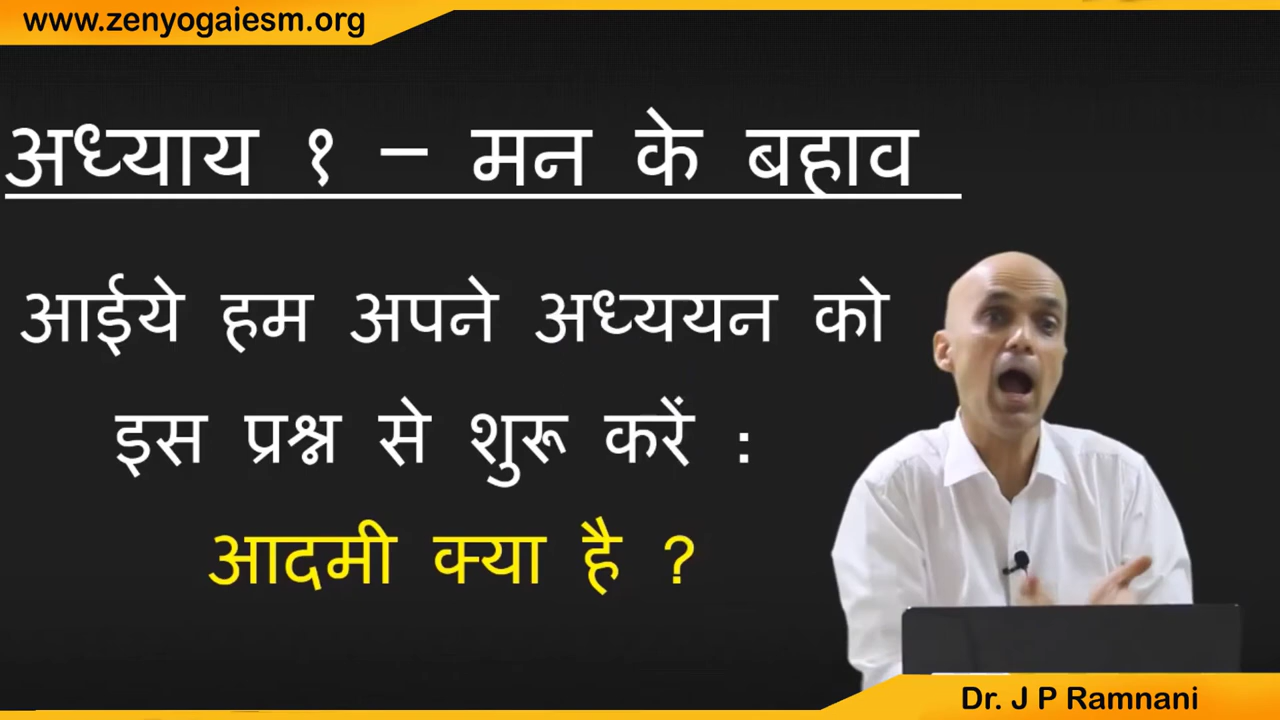 www.zenyogaiesm.org
अध्याय १ – मन के बहाव
आईये हम अपने अध्ययन को
इस प्रश्न से शुरू करें :
आदमी क्या है ?
Dr. J P Ramnani